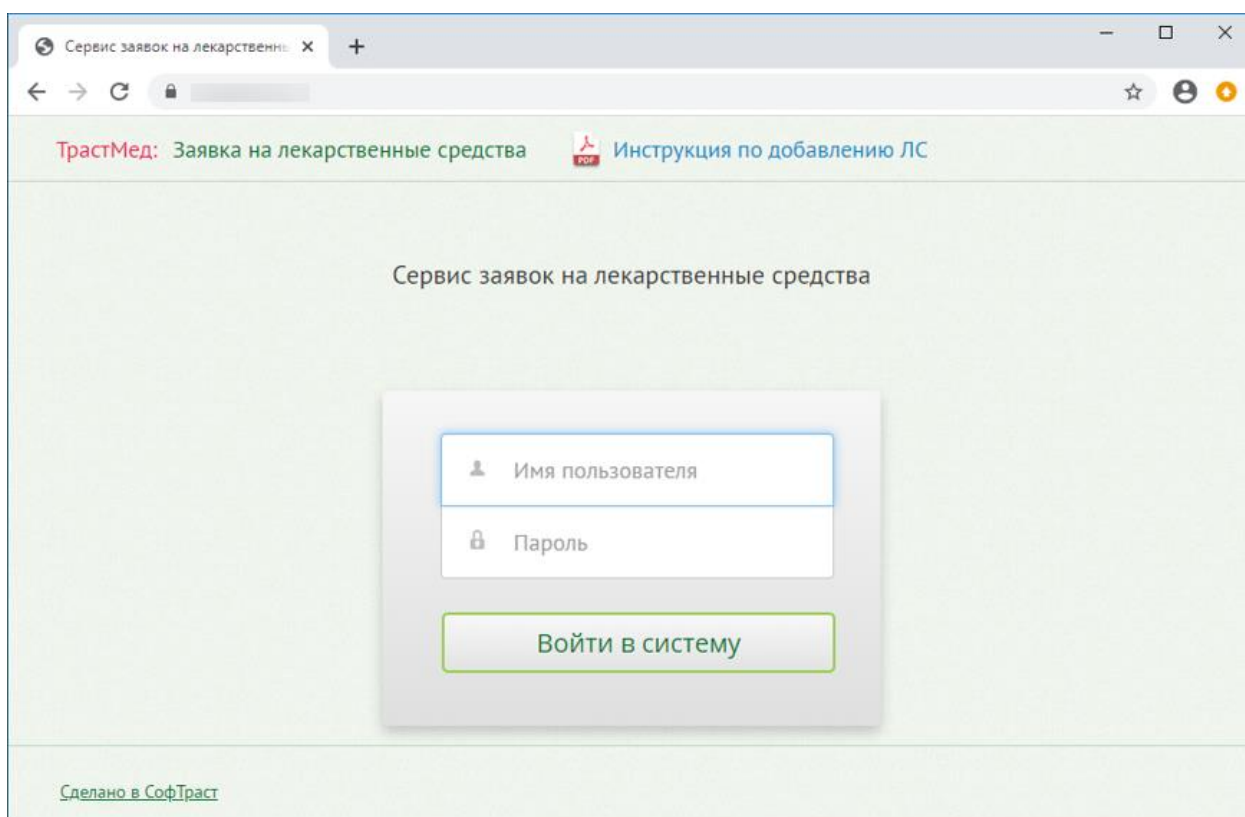 Сервис заявок на лекарственны
ТрастМед: Заявка на лекарственные средства
PDF
Инструкция по добавлению ЛС
Сервис заявок на лекарственные средства
Имя пользователя
Пароль
Войти в систему
Сделано в СофТраст